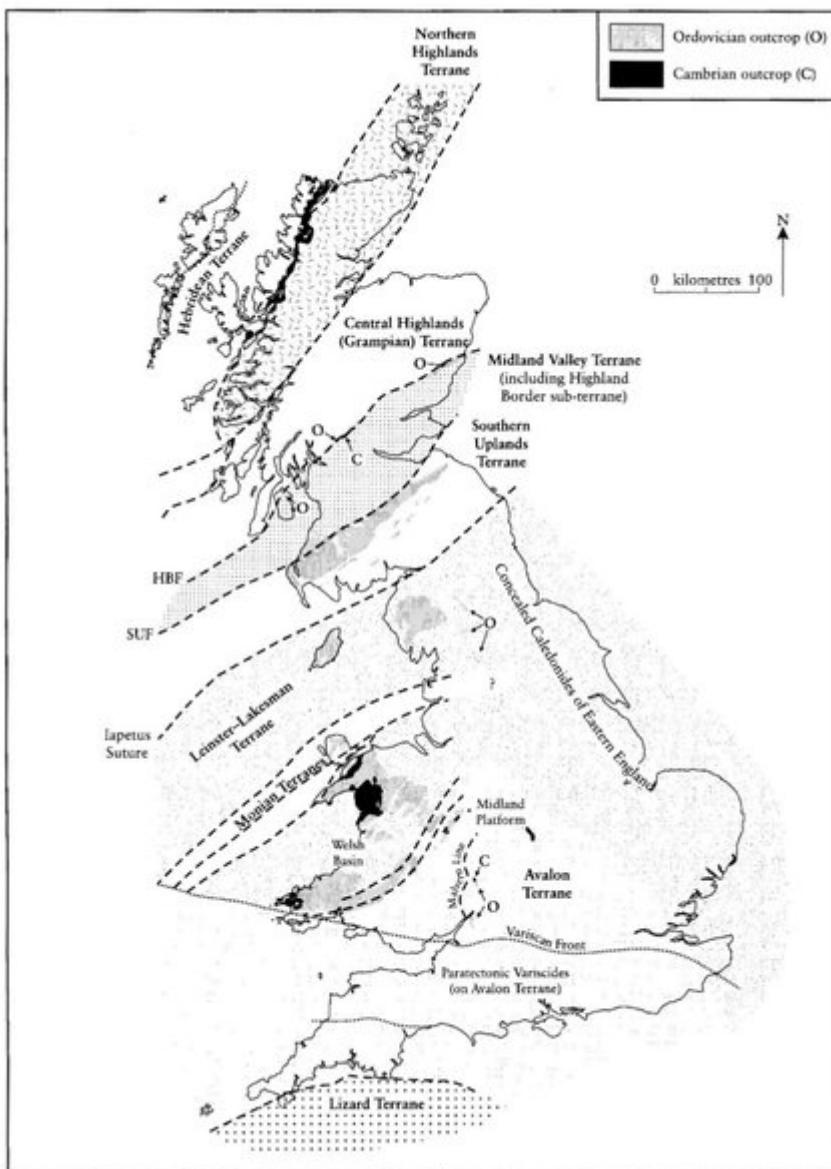 Northern
Highlands
Terrane
Ordovician outcrop (O)
Cambrian outcrop (C)
N
0 kilometres 100
Hebridean Terrane
Central Highlands
(Grampian) Terrane
O
Midland Valley Terrane
(including Highland
Border sub-terrane)
O
C
Southern
Uplands
Terrane
O
HBF
SUF
O
Concealed Caledonides of Eastern England
?
Leinster–Lakesman
Terrane
Iapetus
Suture
Monian Terrane
Midland
Platform
Welsh
Basin
Malvern Line
C
Avalon
Terrane
O
Variscan Front
Paratectonic Variscides
(on Avalon Terrane)
Lizard Terrane